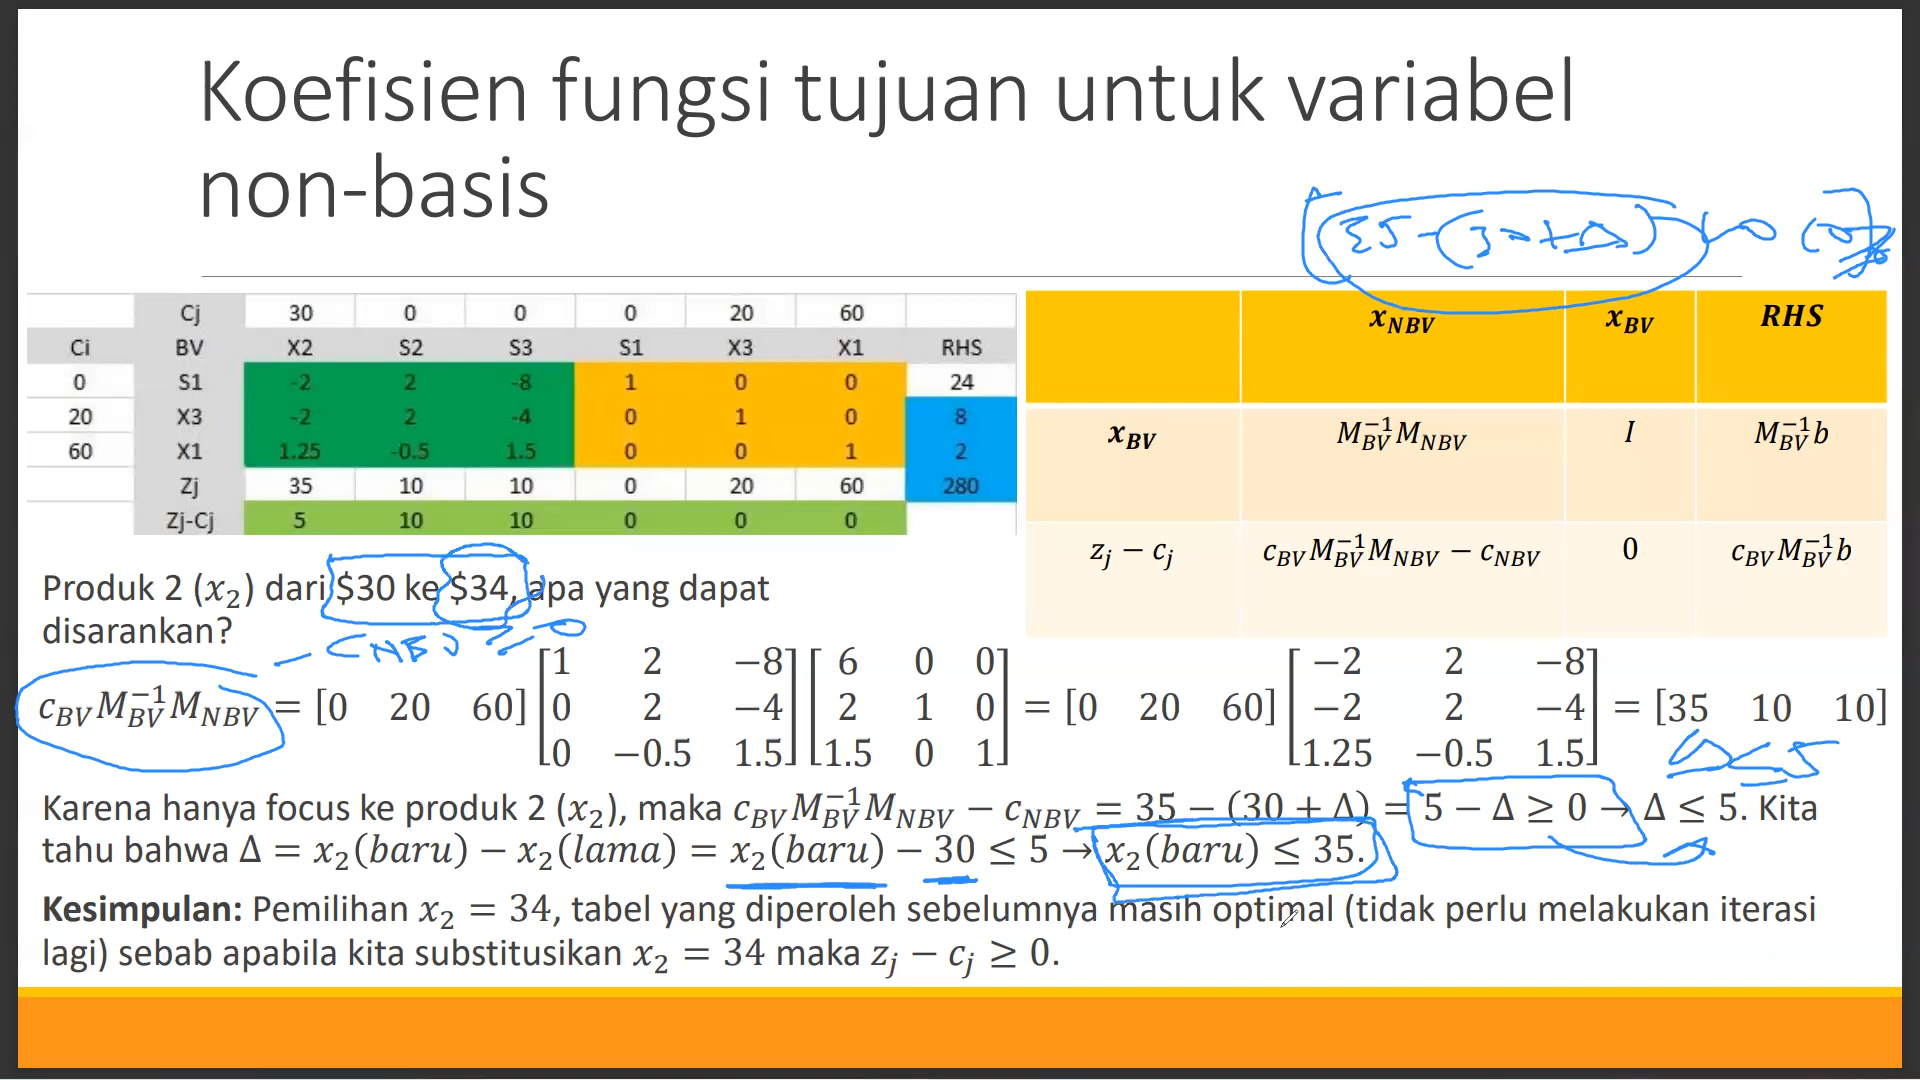 Koefisien fungsi tujuan untuk variabel
non-basis
[35-(30+Δ) 10 10]
Cj 30 0 0 0 20 60
Ci BV X2 S2 S3 S1 X3 X1 RHS
0 S1 -2 2 -8 1 0 0 24
20 X3 -2 2 -4 0 1 0 8
60 X1 1.25 -0.5 1.5 0 0 1 2
Zj 35 10 10 0 20 60 280
Zj-Cj 5 10 10 0 0 0
x_NBV x_BV RHS
x_BV M_BV^{-1}M_NBV I M_BV^{-1}b
z_j − c_j c_BV M_BV^{-1}M_NBV − c_NBV 0 c_BV M_BV^{-1}b
Produk 2 (x₂) dari $30 ke $34, apa yang dapat
disarankan?
− CNBV ≥ 0
c_BV M_BV^{-1}M_NBV = [0 20 60] [1 2 −8; 0 2 −4; 0 −0.5 1.5] [6 0 0; 2 1 0; 1.5 0 1] = [0 20 60] [−2 2 −8; −2 2 −4; 1.25 −0.5 1.5] = [35 10 10]
Δ≤5
Karena hanya focus ke produk 2 (x₂), maka c_BV M_BV^{-1}M_NBV − c_NBV = 35 − (30 + Δ) = 5 − Δ ≥ 0 → Δ ≤ 5. Kita
tahu bahwa Δ = x₂(baru) − x₂(lama) = x₂(baru) − 30 ≤ 5 → x₂(baru) ≤ 35.
Kesimpulan: Pemilihan x₂ = 34, tabel yang diperoleh sebelumnya masih optimal (tidak perlu melakukan iterasi
lagi) sebab apabila kita substitusikan x₂ = 34 maka z_j − c_j ≥ 0.